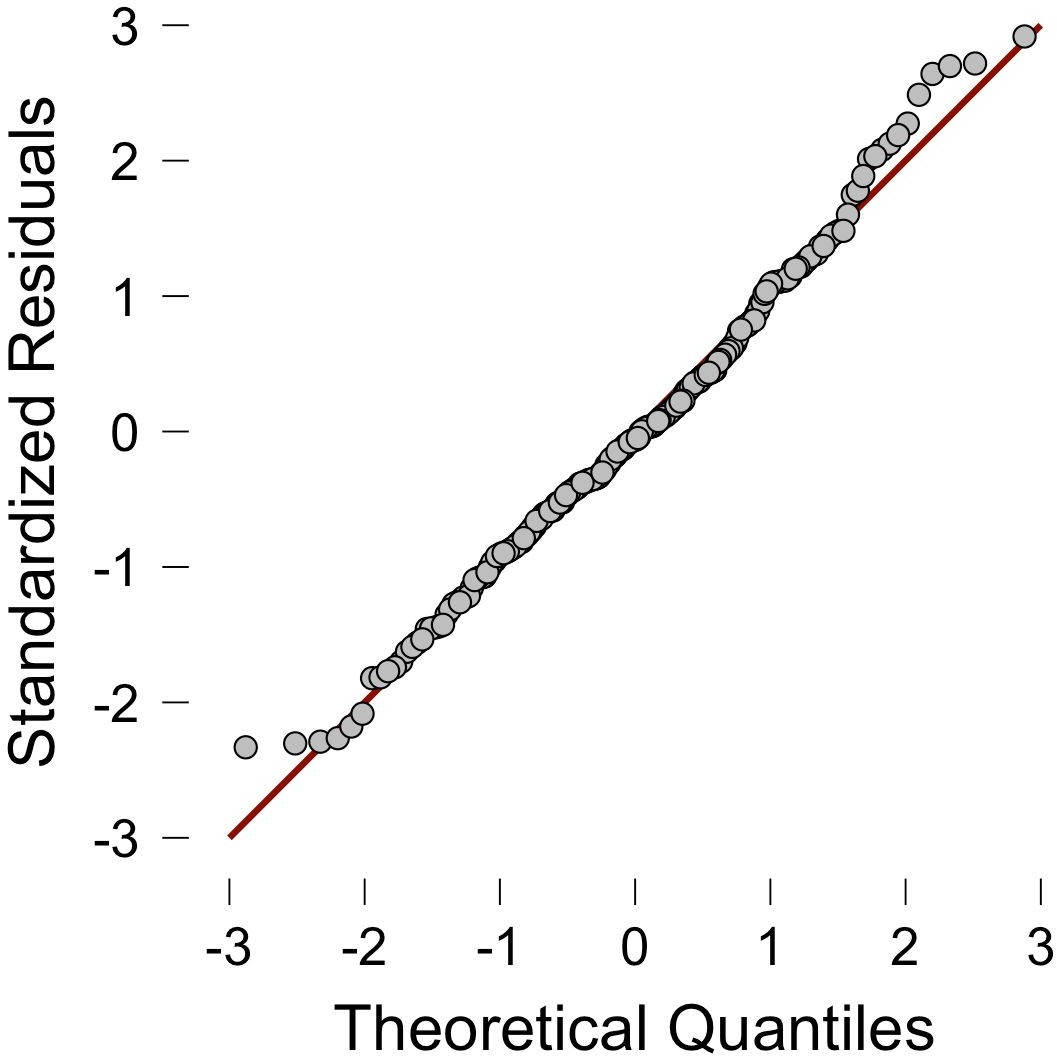 Standardized Residuals
3
2
1
0
-1
-2
-3
-3 -2 -1 0 1 2 3
Theoretical Quantiles